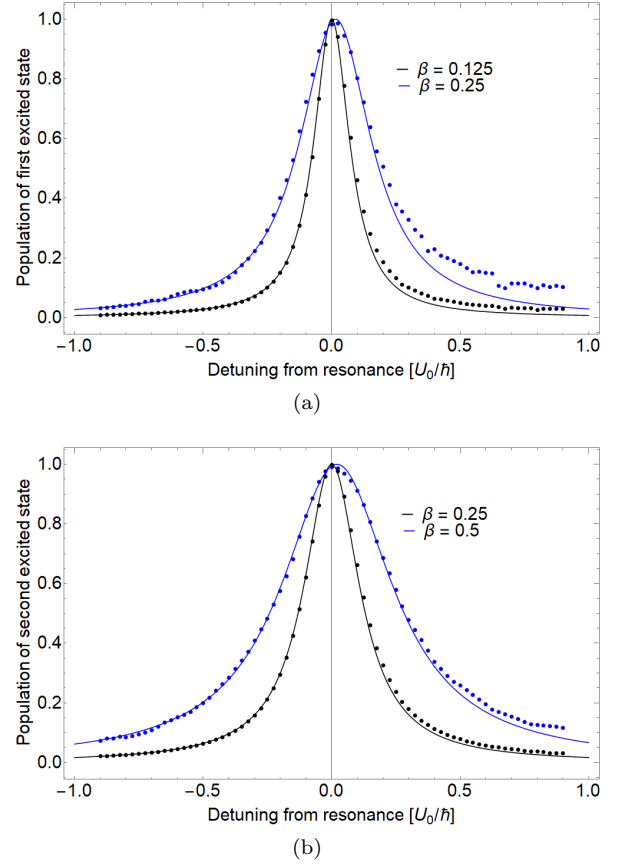 1.0
0.8
0.6
0.4
0.2
0.0
Population of first excited state
β = 0.125
β = 0.25
−1.0 −0.5 0.0 0.5 1.0
Detuning from resonance [U₀/ħ]
(a)
1.0
0.8
0.6
0.4
0.2
0.0
Population of second excited state
β = 0.25
β = 0.5
−1.0 −0.5 0.0 0.5 1.0
Detuning from resonance [U₀/ħ]
(b)